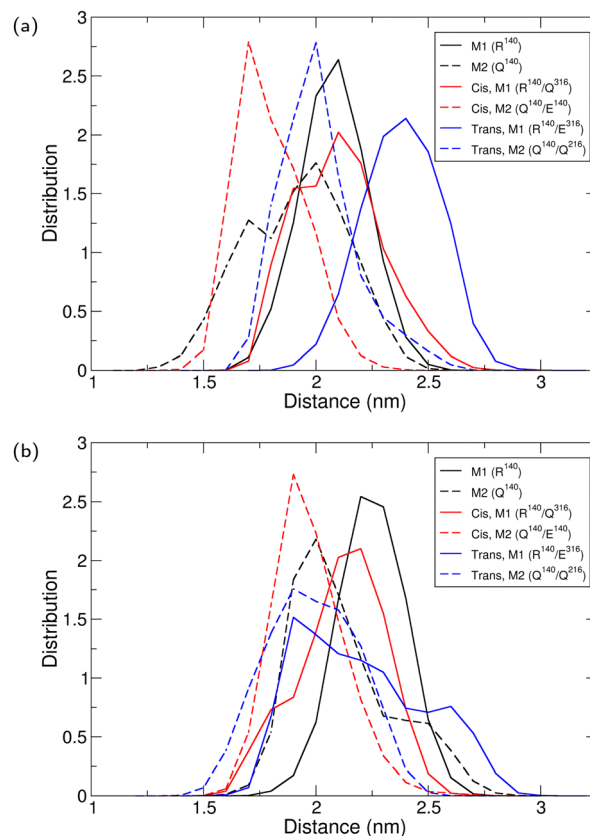 (a)
3
2.5
2
1.5
1
0.5
0
Distribution
M1 (R¹⁴⁰)
M2 (Q¹⁴⁰)
Cis, M1 (R¹⁴⁰/Q³¹⁶)
Cis, M2 (Q¹⁴⁰/E¹⁴⁰)
Trans, M1 (R¹⁴⁰/E³¹⁶)
Trans, M2 (Q¹⁴⁰/Q²¹⁶)
1 1.5 2 2.5 3
Distance (nm)
(b)
3
2.5
2
1.5
1
0.5
0
Distribution
M1 (R¹⁴⁰)
M2 (Q¹⁴⁰)
Cis, M1 (R¹⁴⁰/Q³¹⁶)
Cis, M2 (Q¹⁴⁰/E¹⁴⁰)
Trans, M1 (R¹⁴⁰/E³¹⁶)
Trans, M2 (Q¹⁴⁰/Q²¹⁶)
1 1.5 2 2.5 3
Distance (nm)